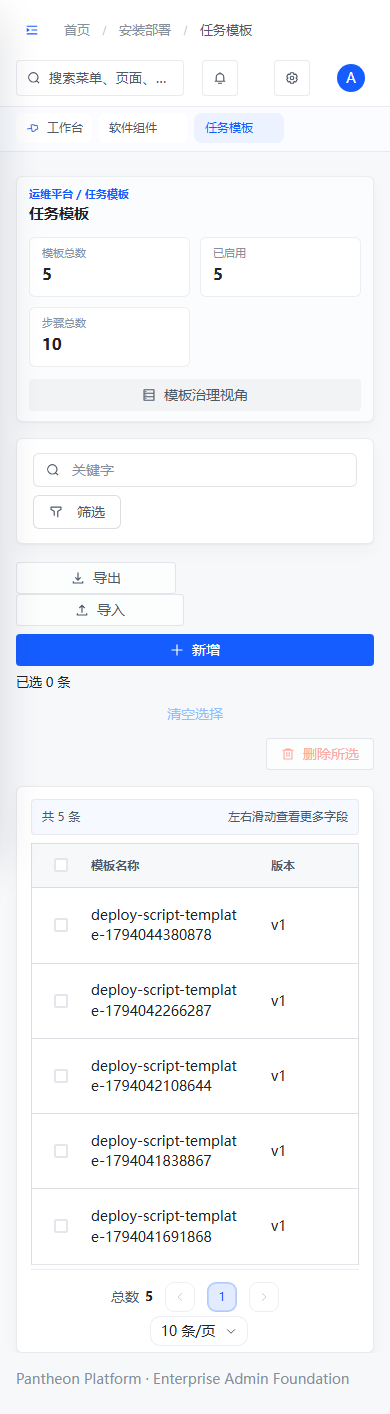 首页 / 安装部署 / 任务模板
搜索菜单、页面、...
A
工作台 软件组件 任务模板
运维平台 / 任务模板
任务模板
模板总数 已启用
5 5
步骤总数
10
模板治理视角
关键字
筛选
导出
导入
新增
已选 0 条
清空选择
删除所选
共 5 条 左右滑动查看更多字段
模板名称 版本
deploy-script-templat
e-1794044380878 v1
deploy-script-templat
e-1794042266287 v1
deploy-script-templat
e-1794042108644 v1
deploy-script-templat
e-1794041838867 v1
deploy-script-templat
e-1794041691868 v1
总数 5 1
10 条/页
Pantheon Platform · Enterprise Admin Foundation